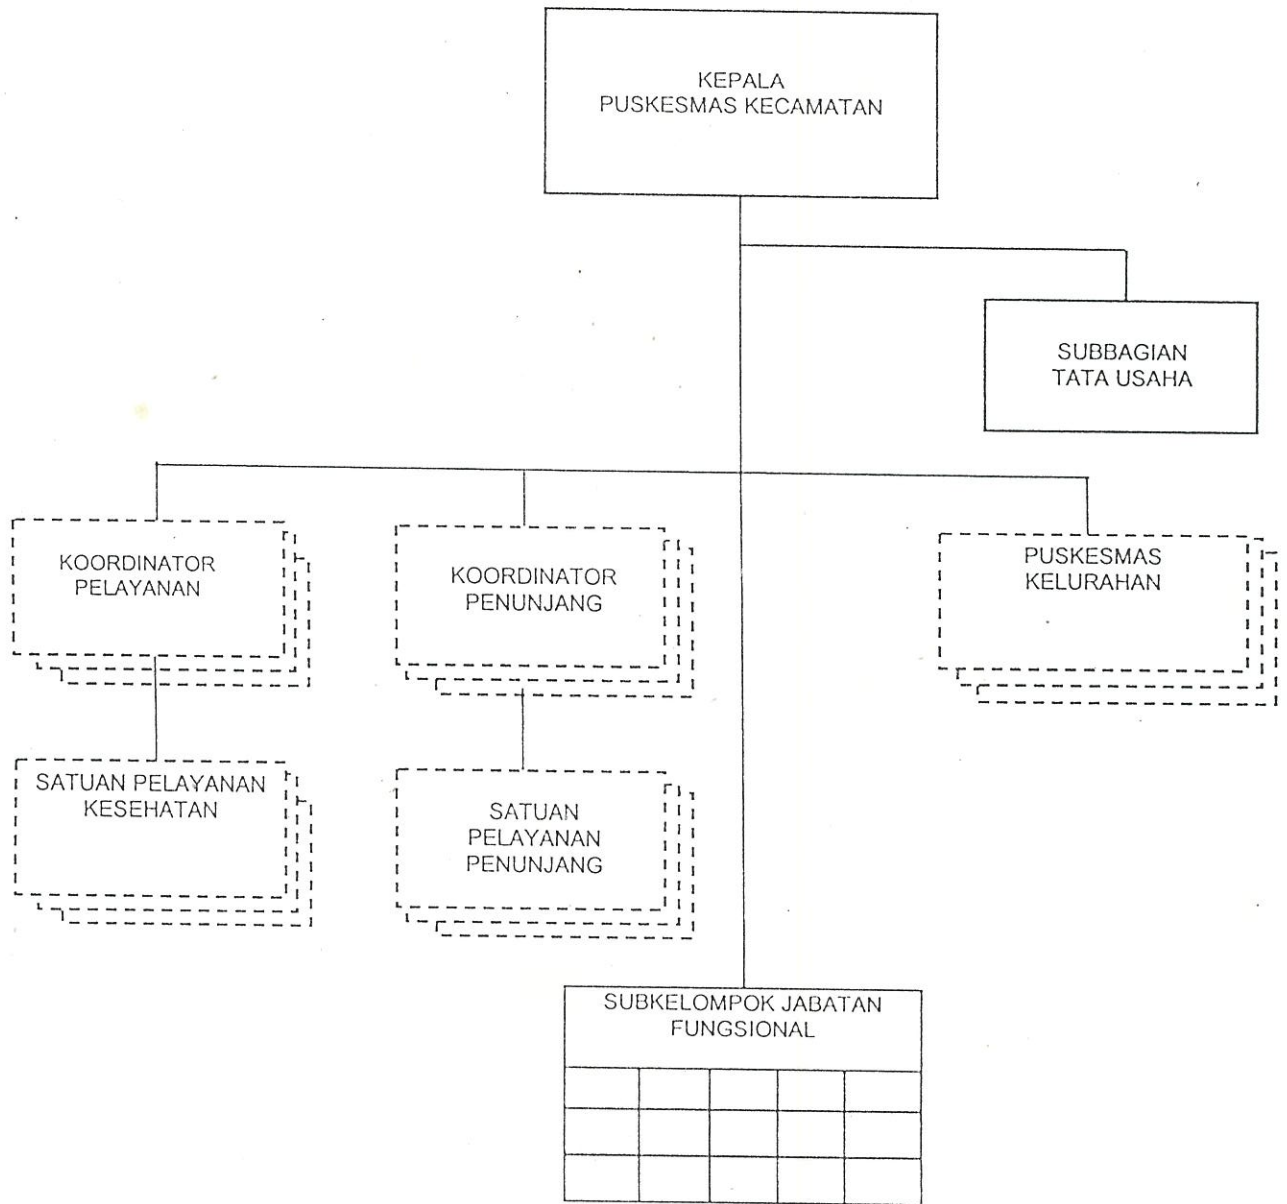 KEPALA
PUSKESMAS KECAMATAN
SUBBAGIAN
TATA USAHA
KOORDINATOR
PELAYANAN
KOORDINATOR
PENUNJANG
PUSKESMAS
KELURAHAN
SATUAN PELAYANAN
KESEHATAN
SATUAN
PELAYANAN
PENUNJANG
SUBKELOMPOK JABATAN
FUNGSIONAL